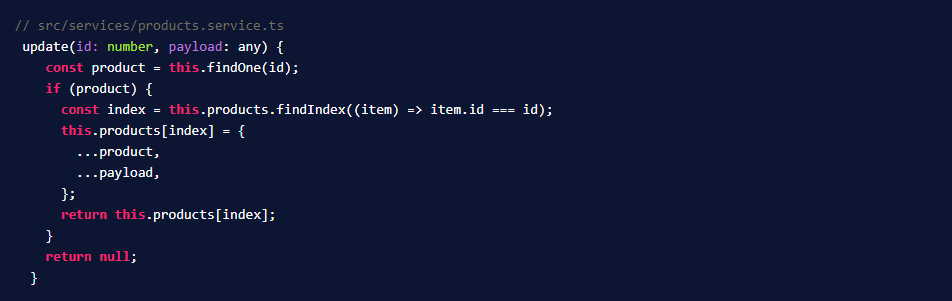 // src/services/products.service.ts
update(id: number, payload: any) {
const product = this.findOne(id);
if (product) {
const index = this.products.findIndex((item) => item.id === id);
this.products[index] = {
...product,
...payload,
};
return this.products[index];
}
return null;
}